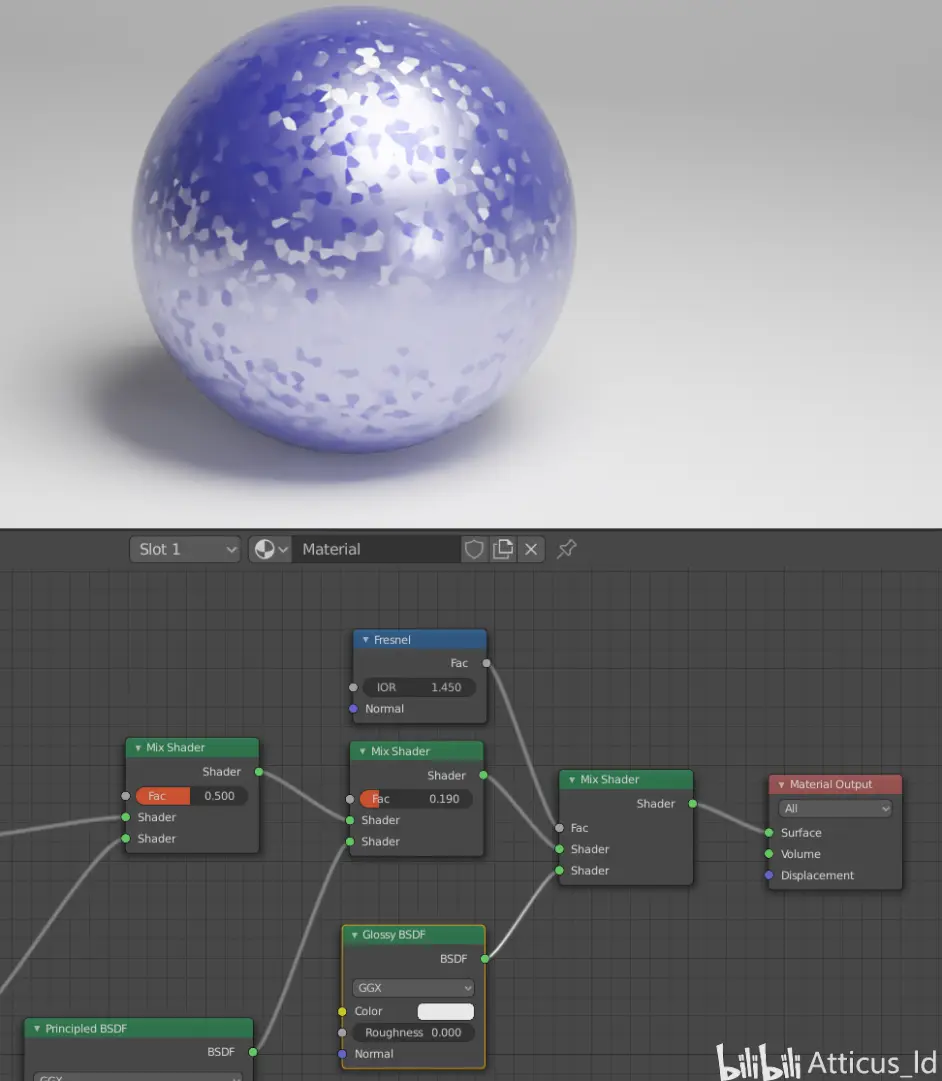 Slot 1
Material
Fresnel
Fac
IOR 1.450
Normal
Mix Shader
Shader
Fac 0.500
Shader
Shader
Mix Shader
Shader
Fac 0.190
Shader
Shader
Mix Shader
Shader
Fac
Shader
Shader
Material Output
All
Surface
Volume
Displacement
Glossy BSDF
BSDF
GGX
Color
Roughness 0.000
Normal
Principled BSDF
BSDF
GGX
bilibili Atticus_ld